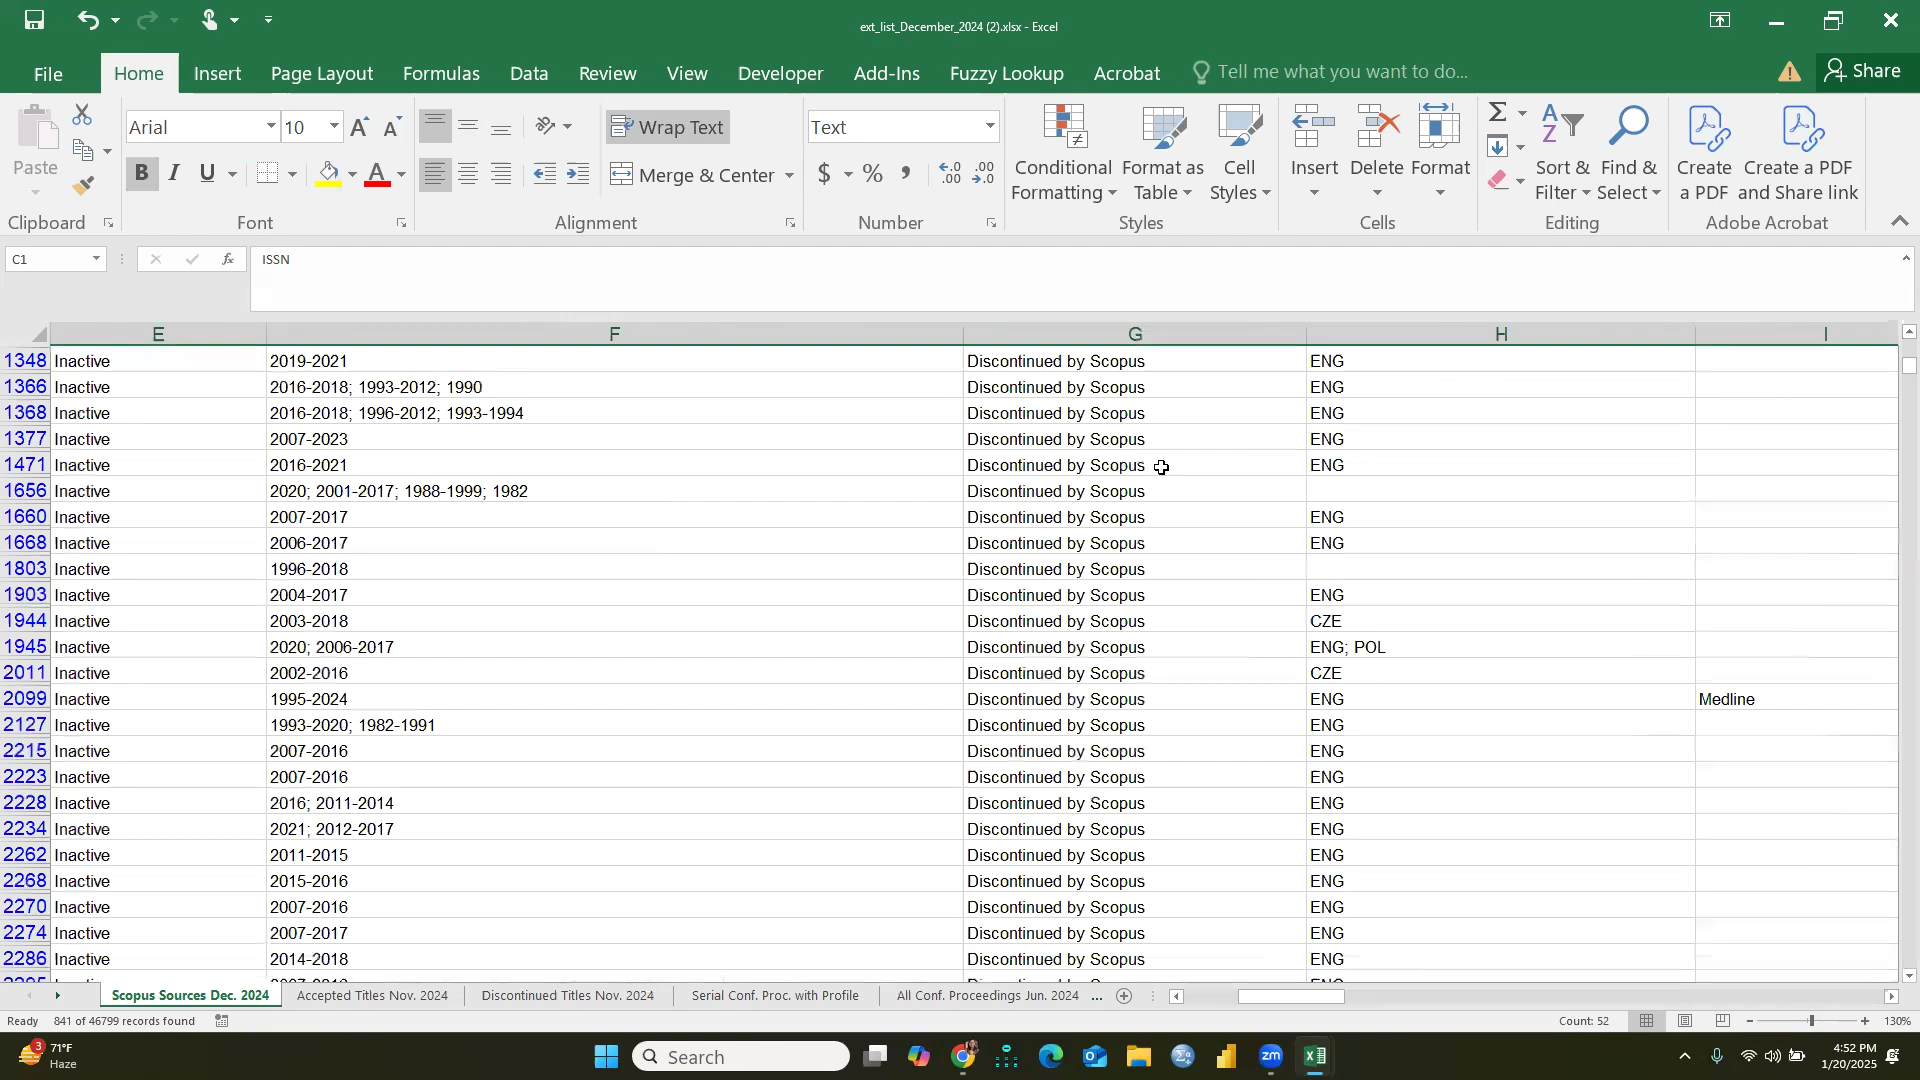 ext_list_December_2024 (2).xlsx - Excel
File Home Insert Page Layout Formulas Data Review View Developer Add-Ins Fuzzy Lookup Acrobat Tell me what you want to do... Share
Paste
Arial 10
Wrap Text
Text
Merge & Center
$ % ,
Conditional Formatting
Format as Table
Cell Styles
Insert Delete Format
Sort & Filter
Find & Select
Create a PDF
Create a PDF and Share link
Clipboard Font Alignment Number Styles Cells Editing Adobe Acrobat
C1 fx ISSN
E F G H I
1348 Inactive 2019-2021 Discontinued by Scopus ENG
1366 Inactive 2016-2018; 1993-2012; 1990 Discontinued by Scopus ENG
1368 Inactive 2016-2018; 1996-2012; 1993-1994 Discontinued by Scopus ENG
1377 Inactive 2007-2023 Discontinued by Scopus ENG
1471 Inactive 2016-2021 Discontinued by Scopus ENG
1656 Inactive 2020; 2001-2017; 1988-1999; 1982 Discontinued by Scopus
1660 Inactive 2007-2017 Discontinued by Scopus ENG
1668 Inactive 2006-2017 Discontinued by Scopus ENG
1803 Inactive 1996-2018 Discontinued by Scopus
1903 Inactive 2004-2017 Discontinued by Scopus ENG
1944 Inactive 2003-2018 Discontinued by Scopus CZE
1945 Inactive 2020; 2006-2017 Discontinued by Scopus ENG; POL
2011 Inactive 2002-2016 Discontinued by Scopus CZE
2099 Inactive 1995-2024 Discontinued by Scopus ENG Medline
2127 Inactive 1993-2020; 1982-1991 Discontinued by Scopus ENG
2215 Inactive 2007-2016 Discontinued by Scopus ENG
2223 Inactive 2007-2016 Discontinued by Scopus ENG
2228 Inactive 2016; 2011-2014 Discontinued by Scopus ENG
2234 Inactive 2021; 2012-2017 Discontinued by Scopus ENG
2262 Inactive 2011-2015 Discontinued by Scopus ENG
2268 Inactive 2015-2016 Discontinued by Scopus ENG
2270 Inactive 2007-2016 Discontinued by Scopus ENG
2274 Inactive 2007-2017 Discontinued by Scopus ENG
2286 Inactive 2014-2018 Discontinued by Scopus ENG
Scopus Sources Dec. 2024 Accepted Titles Nov. 2024 Discontinued Titles Nov. 2024 Serial Conf. Proc. with Profile All Conf. Proceedings Jun. 2024 ...
Ready 841 of 46799 records found Count: 52 130%
3 71°F
Haze
Search
zm
4:52 PM
1/20/2025